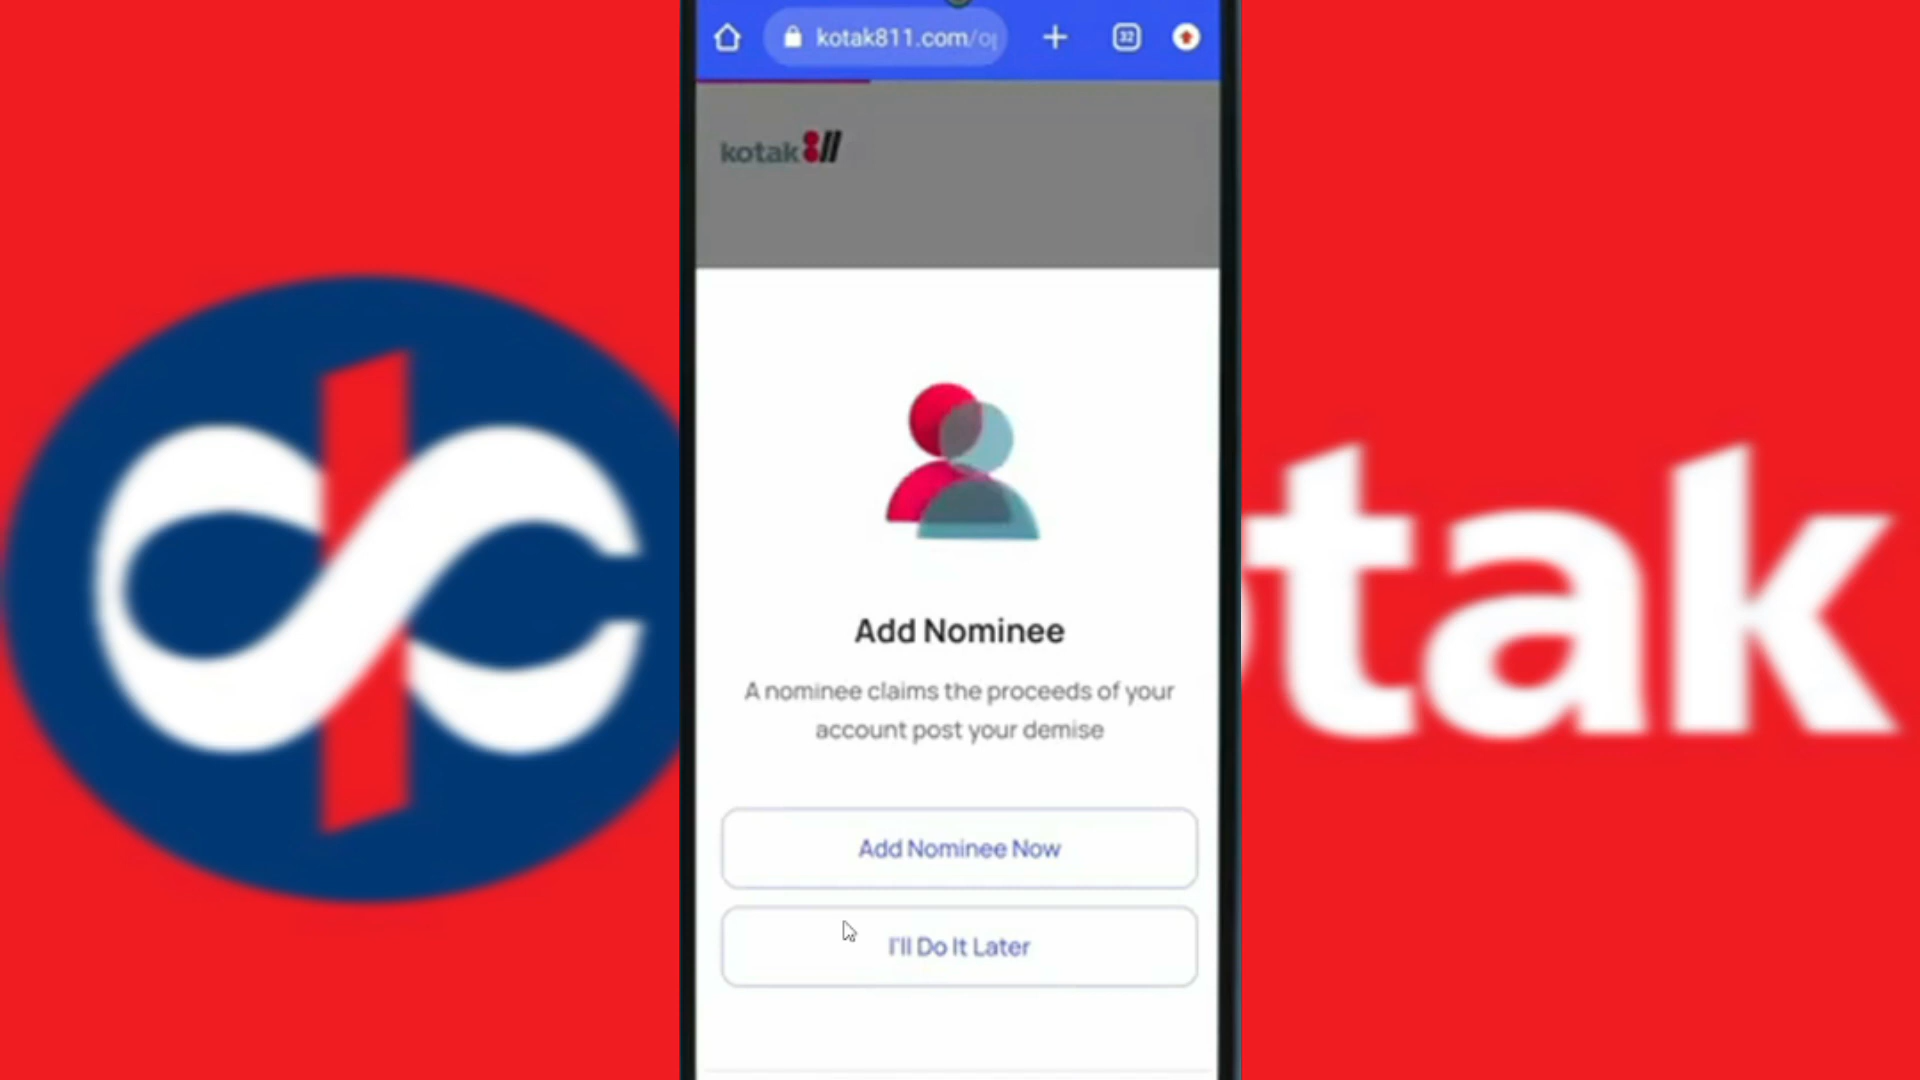 kotak811.com/o
32
kotak811
Add Nominee
A nominee claims the proceeds of your
account post your demise
Add Nominee Now
I'll Do It Later
tak